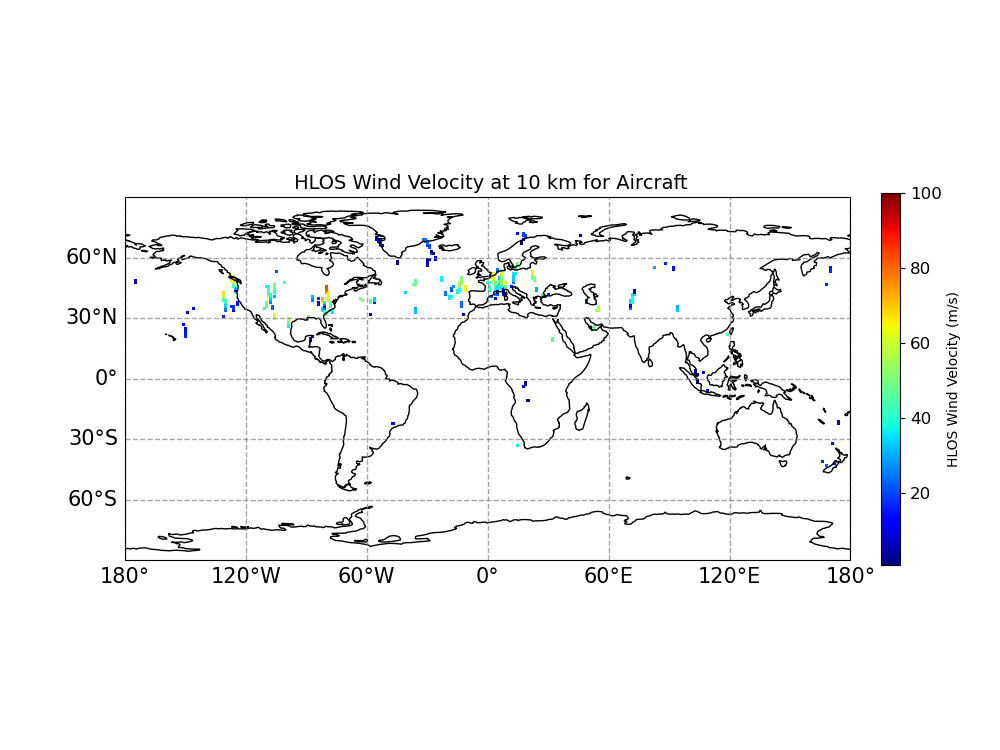 HLOS Wind Velocity at 10 km for Aircraft
100
80
60
40
20
HLOS Wind Velocity (m/s)
60°N
30°N
0°
30°S
60°S
180° 120°W 60°W 0° 60°E 120°E 180°